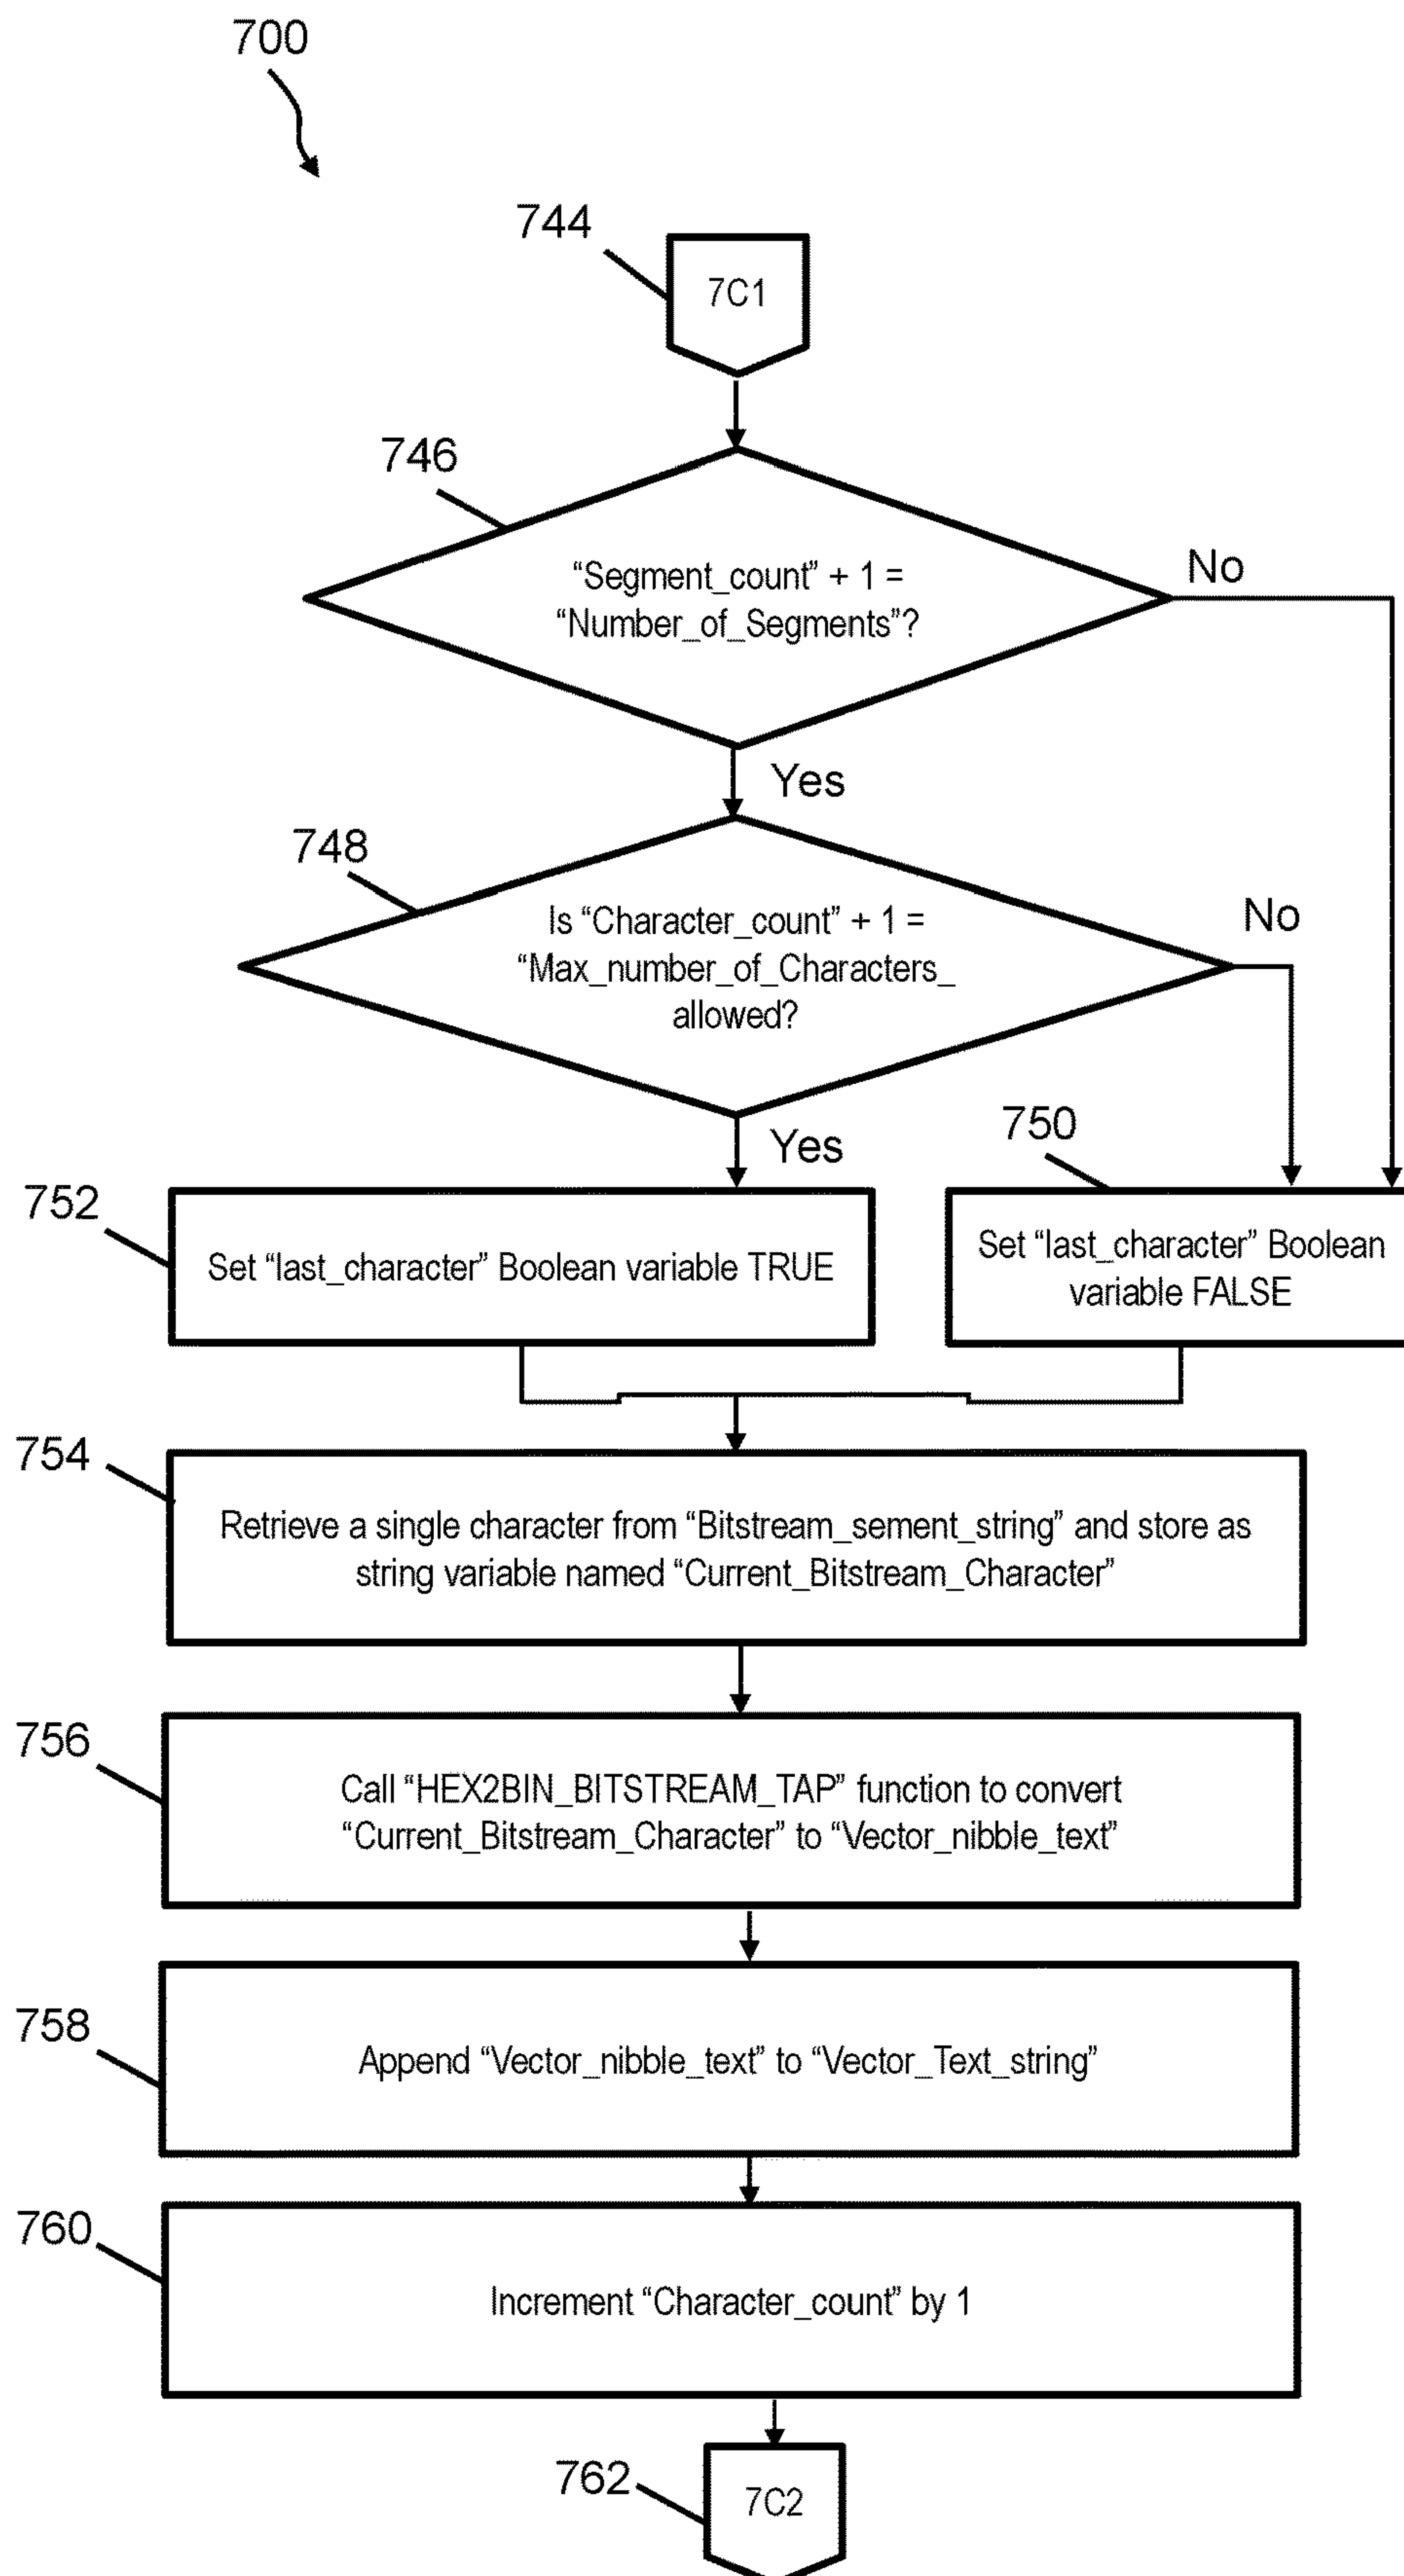 700
744
7C1
746
“Segment_count” + 1 =
“Number_of_Segments”?
No
Yes
748
Is “Character_count” + 1 =
“Max_number_of_Characters_
allowed?
No
Yes
750
752
Set “last_character” Boolean variable TRUE
Set “last_character” Boolean
variable FALSE
754
Retrieve a single character from “Bitstream_sement_string” and store as
string variable named “Current_Bitstream_Character”
756
Call “HEX2BIN_BITSTREAM_TAP” function to convert
“Current_Bitstream_Character” to “Vector_nibble_text”
758
Append “Vector_nibble_text” to “Vector_Text_string”
760
Increment “Character_count” by 1
762
7C2